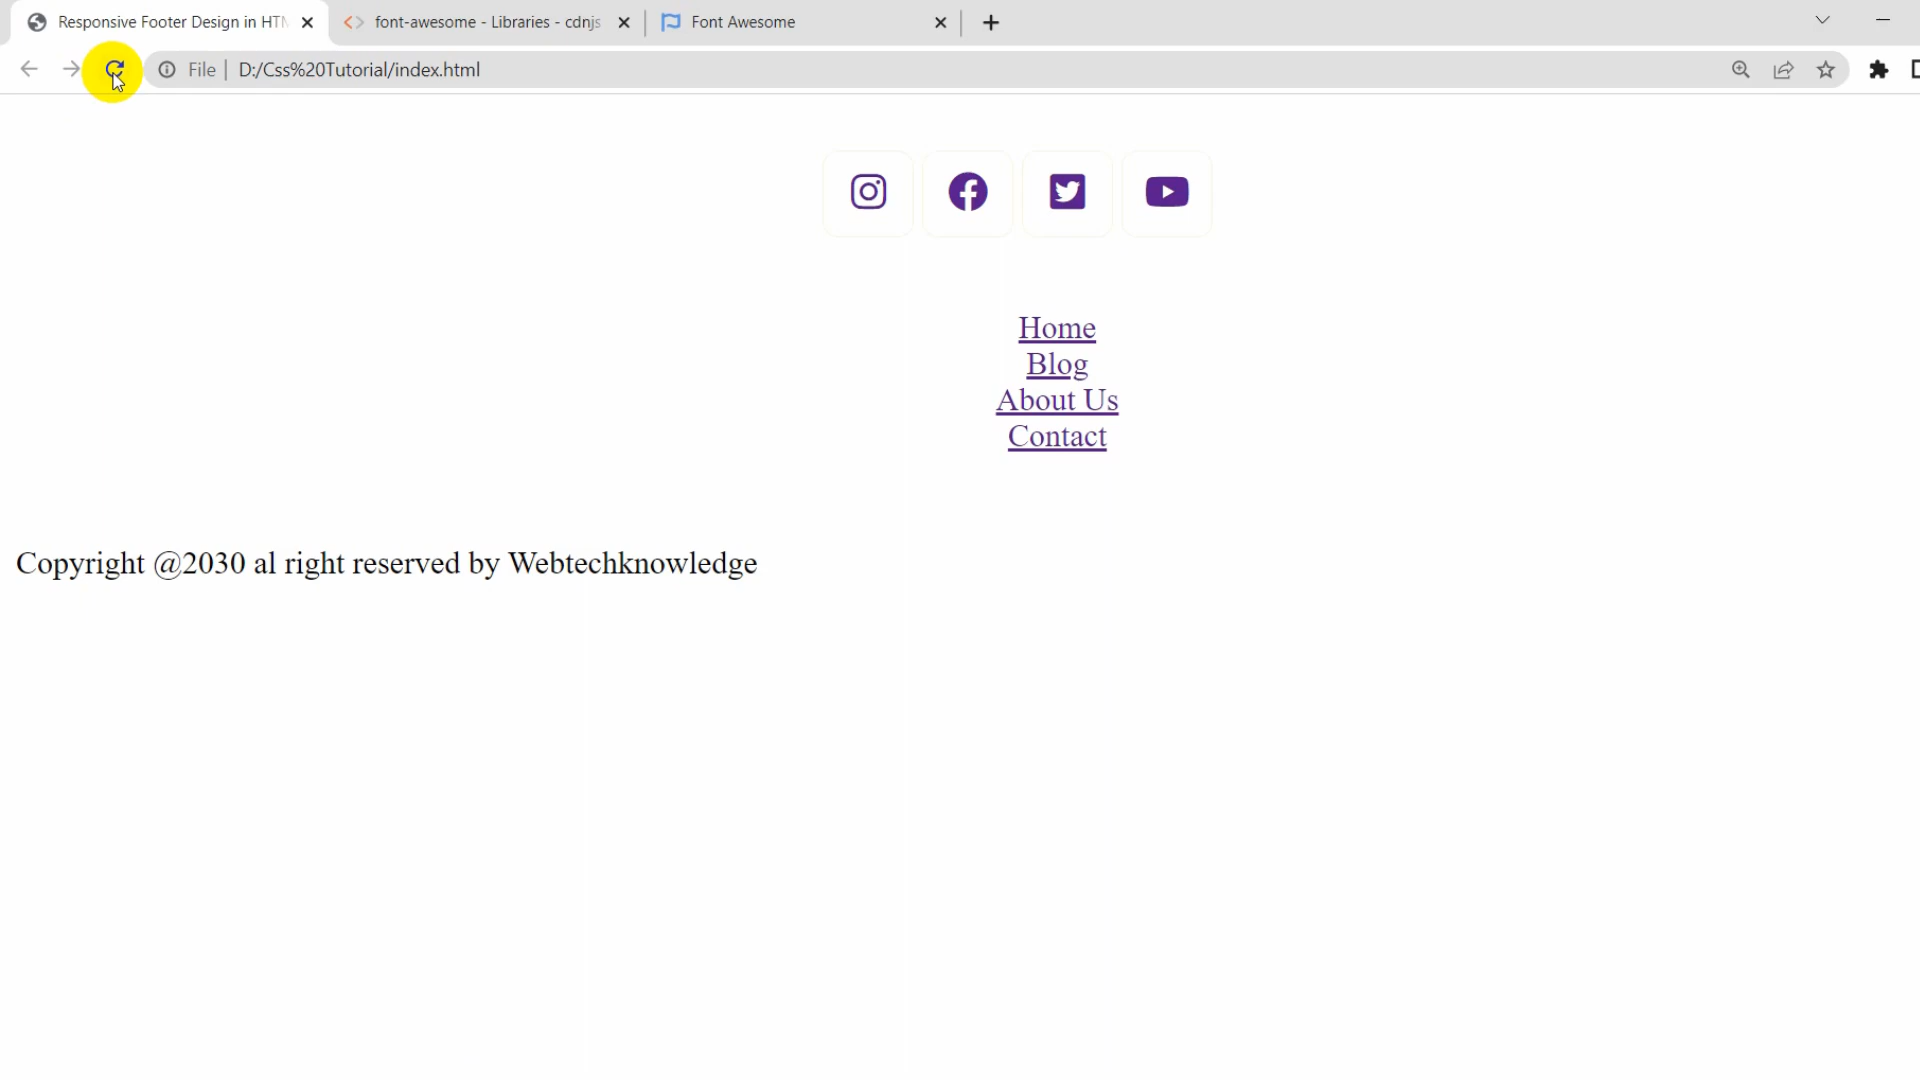 Responsive Footer Design in HTM
font-awesome - Libraries - cdnjs
Font Awesome
File
D:/Css%20Tutorial/index.html
Home
Blog
About Us
Contact
Copyright @2030 al right reserved by Webtechknowledge